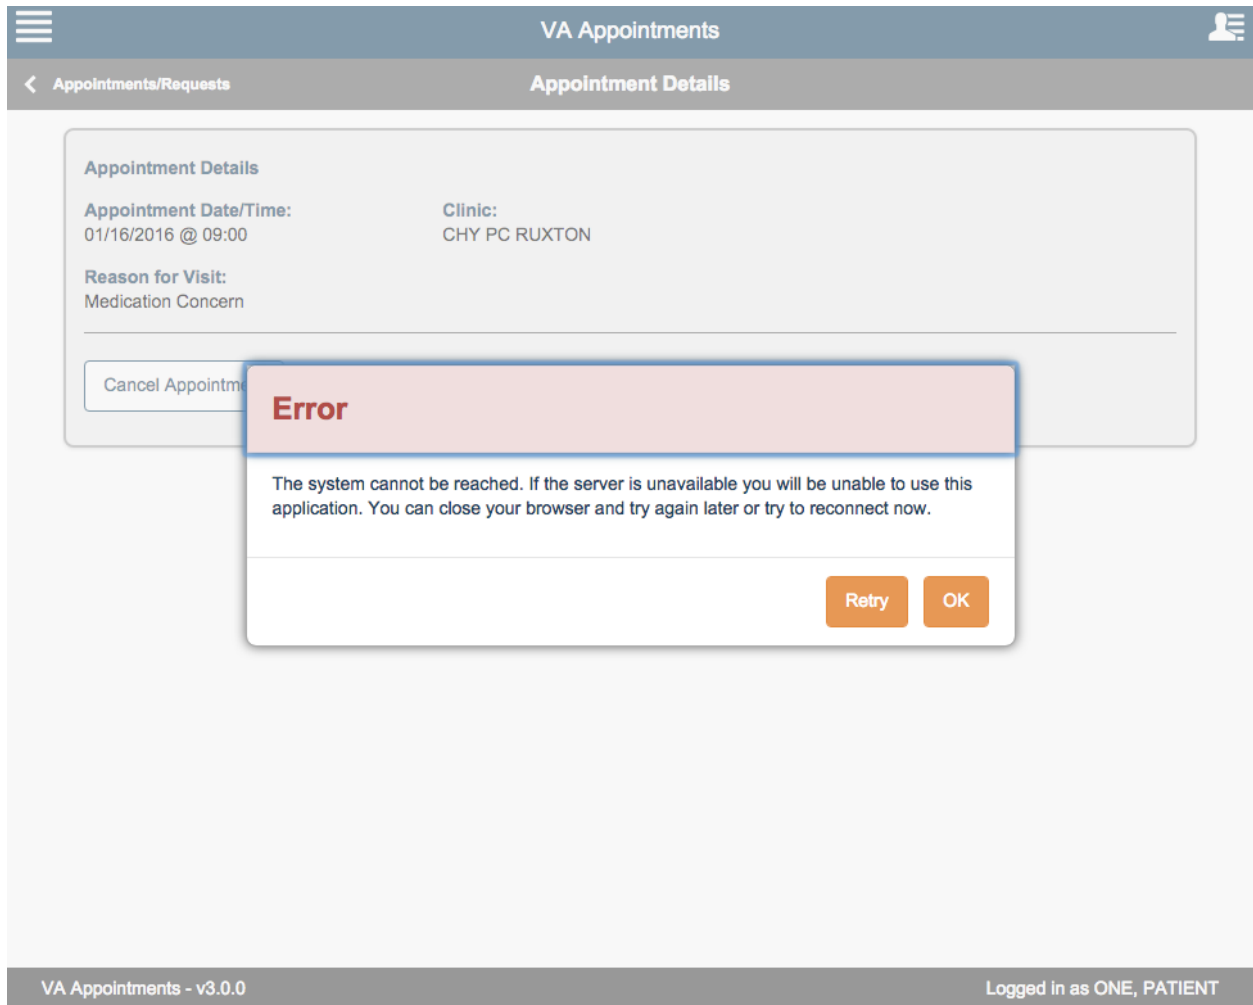 VA Appointments
Appointments/Requests
Appointment Details
Appointment Details
Appointment Date/Time:
01/16/2016 @ 09:00
Clinic:
CHY PC RUXTON
Reason for Visit:
Medication Concern
Cancel Appointme
Error
The system cannot be reached. If the server is unavailable you will be unable to use this
application. You can close your browser and try again later or try to reconnect now.
Retry
OK
VA Appointments - v3.0.0
Logged in as ONE, PATIENT